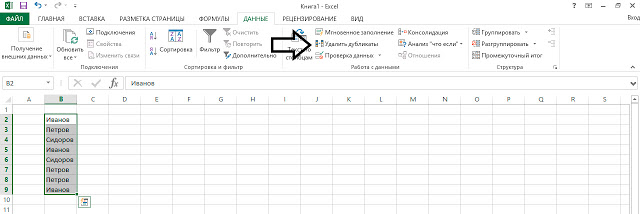 Книга1 - Excel
ФАЙЛ ГЛАВНАЯ ВСТАВКА РАЗМЕТКА СТРАНИЦЫ ФОРМУЛЫ ДАННЫЕ РЕЦЕНЗИРОВАНИЕ ВИД Вход
Получение внешних данных
Обновить все
Подключения
Свойства
Изменить связи
Подключения
Сортировка
Фильтр
Очистить
Повторить
Дополнительно
Сортировка и фильтр
Мгновенное заполнение
Удалить дубликаты
Проверка данных
Консолидация
Анализ "что если"
Отношения
Работа с данными
Группировать
Разгруппировать
Промежуточный итог
Структура
B2 fx Иванов
A B C D E F G H I J K L M N O P Q R S
1
2 Иванов
3 Петров
4 Сидоров
5 Иванов
6 Сидоров
7 Петров
8 Петров
9 Иванов
10
11